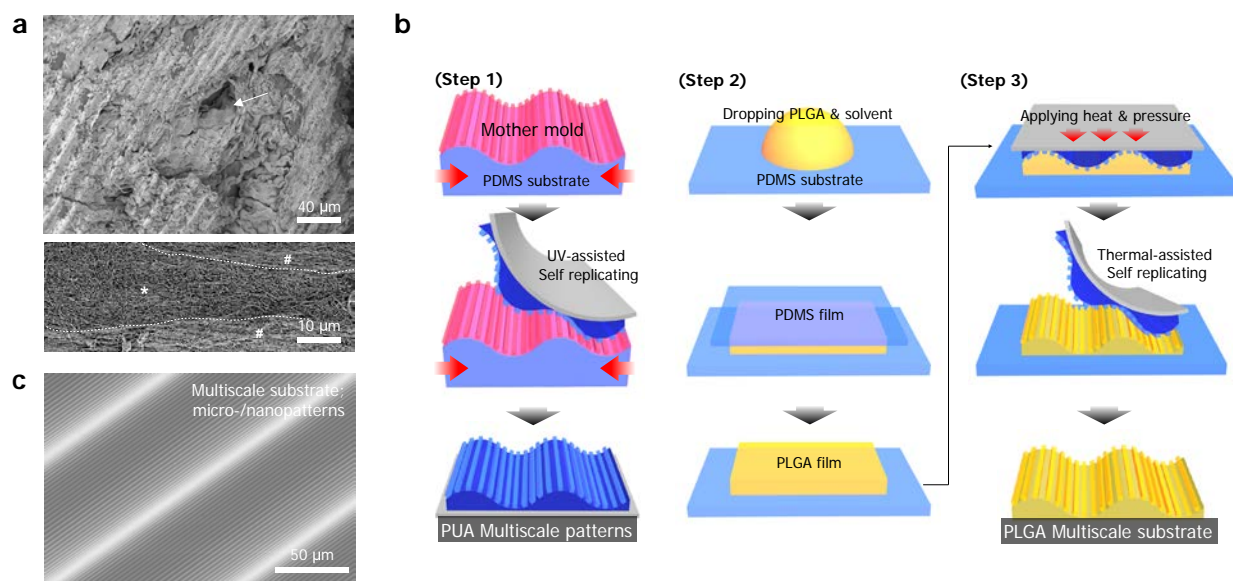 a
40 µm
#
*
10 µm
#
b
(Step 1)
Mother mold
PDMS substrate
UV-assisted
Self replicating
PUA Multiscale patterns
(Step 2)
Dropping PLGA & solvent
PDMS substrate
PDMS film
PLGA film
(Step 3)
Applying heat & pressure
Thermal-assisted
Self replicating
PLGA Multiscale substrate
c
Multiscale substrate;
micro-/nanopatterns
50 µm